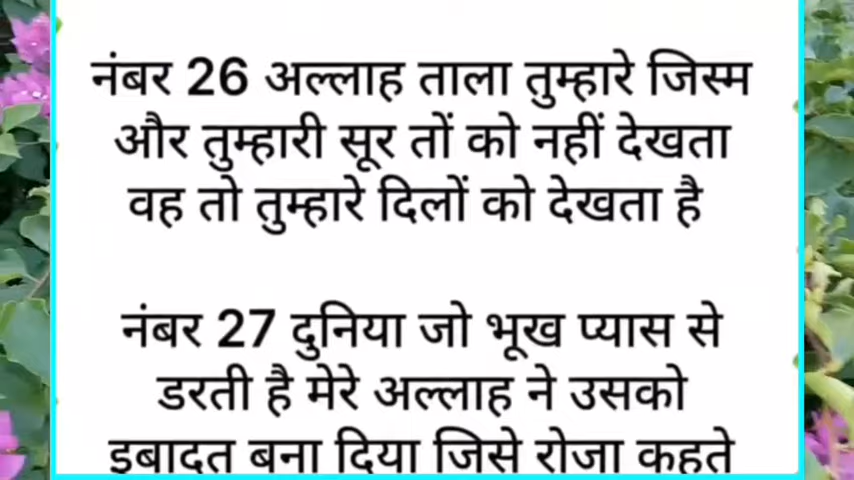 नंबर 26 अल्लाह ताला तुम्हारे जिस्म
और तुम्हारी सूर तों को नहीं देखता
वह तो तुम्हारे दिलों को देखता है
नंबर 27 दुनिया जो भूख प्यास से
डरती है मेरे अल्लाह ने उसको
इबादत बना दिया जिसे रोजा कहते